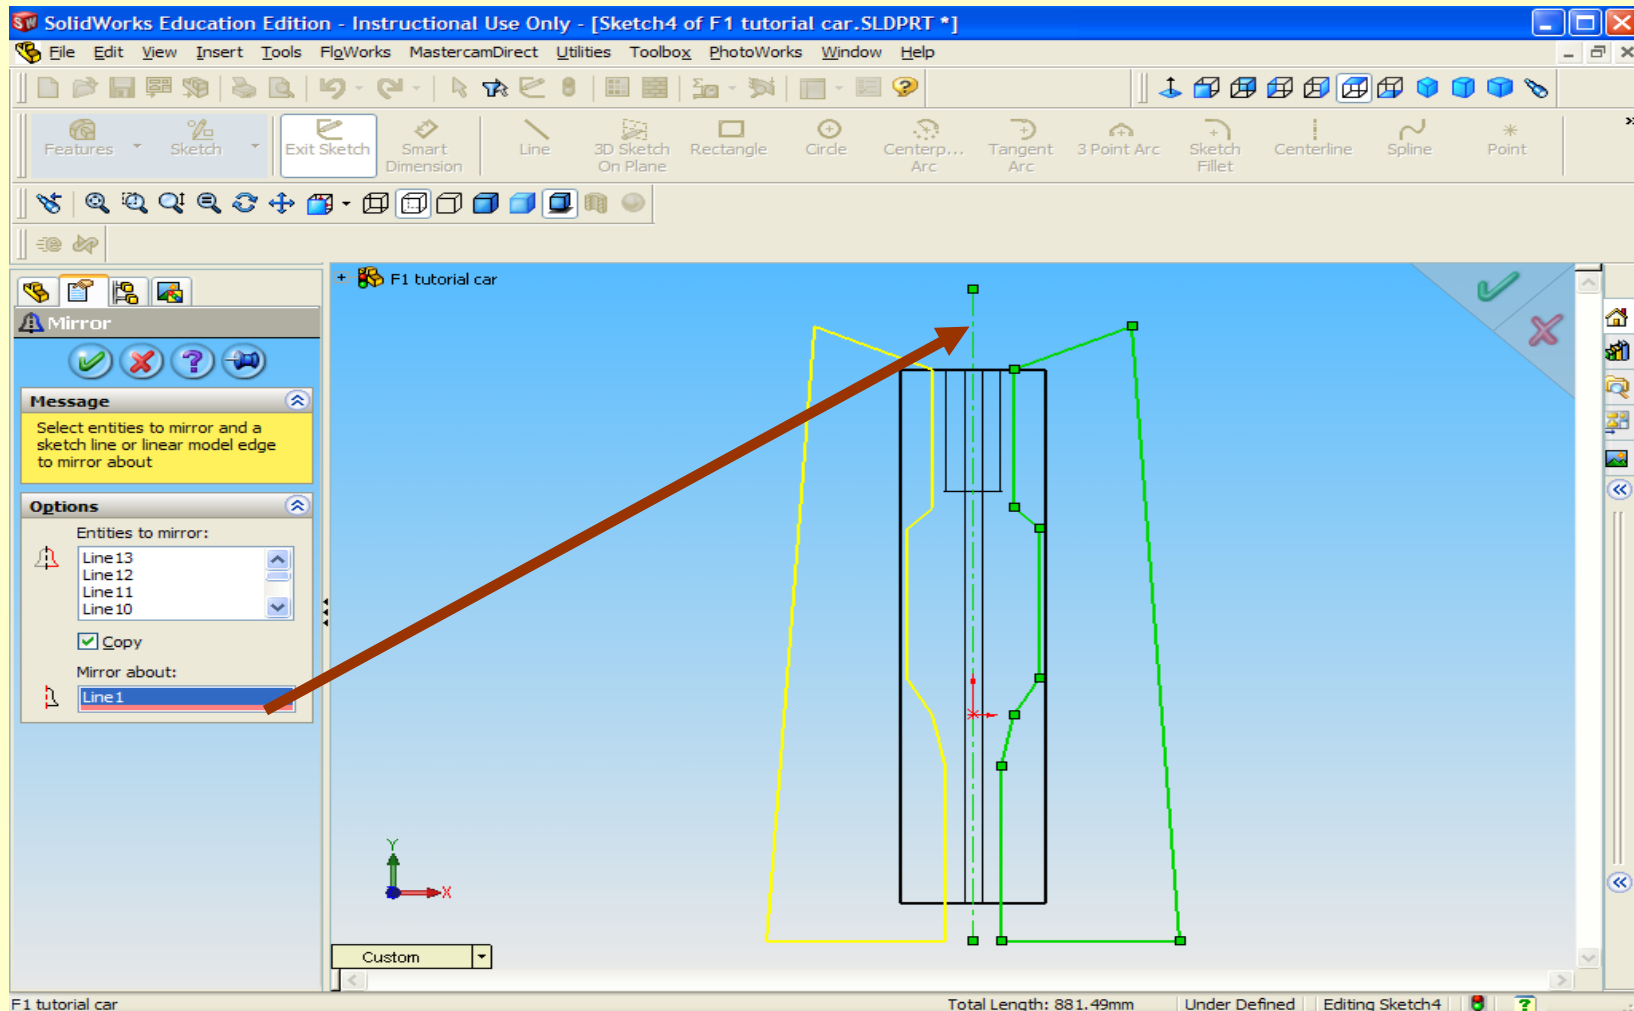 SolidWorks Education Edition - Instructional Use Only - [Sketch4 of F1 tutorial car.SLDPRT *]
File Edit View Insert Tools FloWorks MastercamDirect Utilities Toolbox PhotoWorks Window Help
Features Sketch Exit Sketch Smart Dimension Line 3D Sketch On Plane Rectangle Circle Centerp... Arc Tangent Arc 3 Point Arc Sketch Fillet Centerline Spline Point
F1 tutorial car
Mirror
Message
Select entities to mirror and a
sketch line or linear model edge
to mirror about
Options
Entities to mirror:
Line13
Line12
Line11
Line10
Copy
Mirror about:
Line1
Y
X
Custom
F1 tutorial car Total Length: 881.49mm Under Defined Editing Sketch4